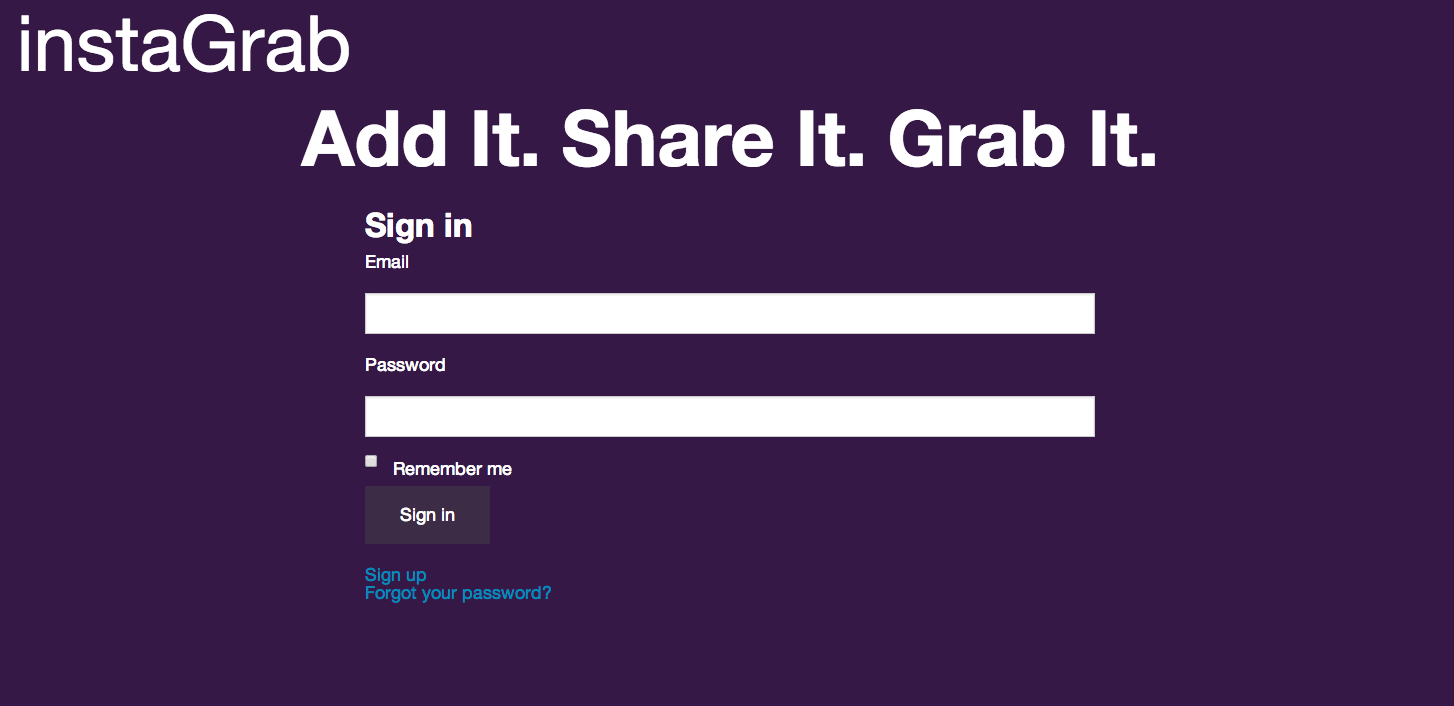 instaGrab
Add It. Share It. Grab It.
Sign in
Email
Password
Remember me
Sign in
Sign up
Forgot your password?